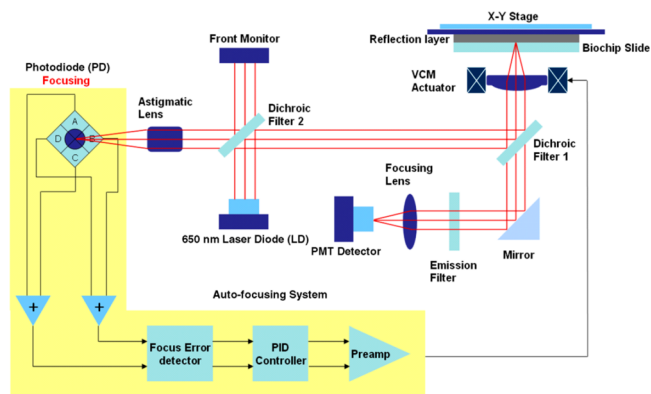 X-Y Stage
Front Monitor
Reflection layer
Biochip Slide
Photodiode (PD)
Focusing
VCM
Actuator
Astigmatic
Lens
Dichroic
Filter 2
A
D
B
C
Dichroic
Filter 1
Focusing
Lens
650 nm Laser Diode (LD)
PMT Detector
Mirror
Emission
Filter
Auto-focusing System
+
+
Focus Error
detector
PID
Controller
Preamp